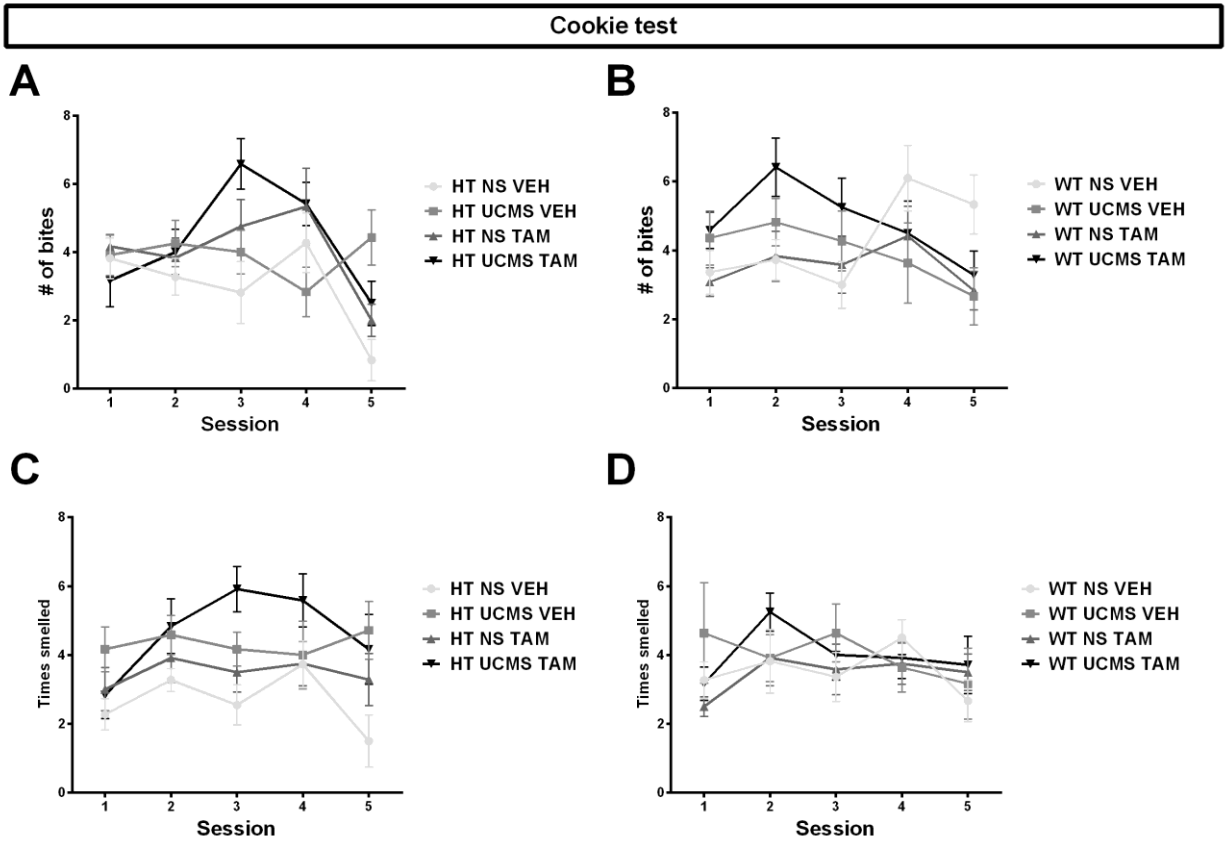 Cookie test
A
8
6
4
2
0
# of bites
1 2 3 4 5
Session
HT NS VEH
HT UCMS VEH
HT NS TAM
HT UCMS TAM
B
8
6
4
2
0
# of bites
1 2 3 4 5
Session
WT NS VEH
WT UCMS VEH
WT NS TAM
WT UCMS TAM
C
8
6
4
2
0
Times smelled
1 2 3 4 5
Session
HT NS VEH
HT UCMS VEH
HT NS TAM
HT UCMS TAM
D
8
6
4
2
0
Times smelled
1 2 3 4 5
Session
WT NS VEH
WT UCMS VEH
WT NS TAM
WT UCMS TAM